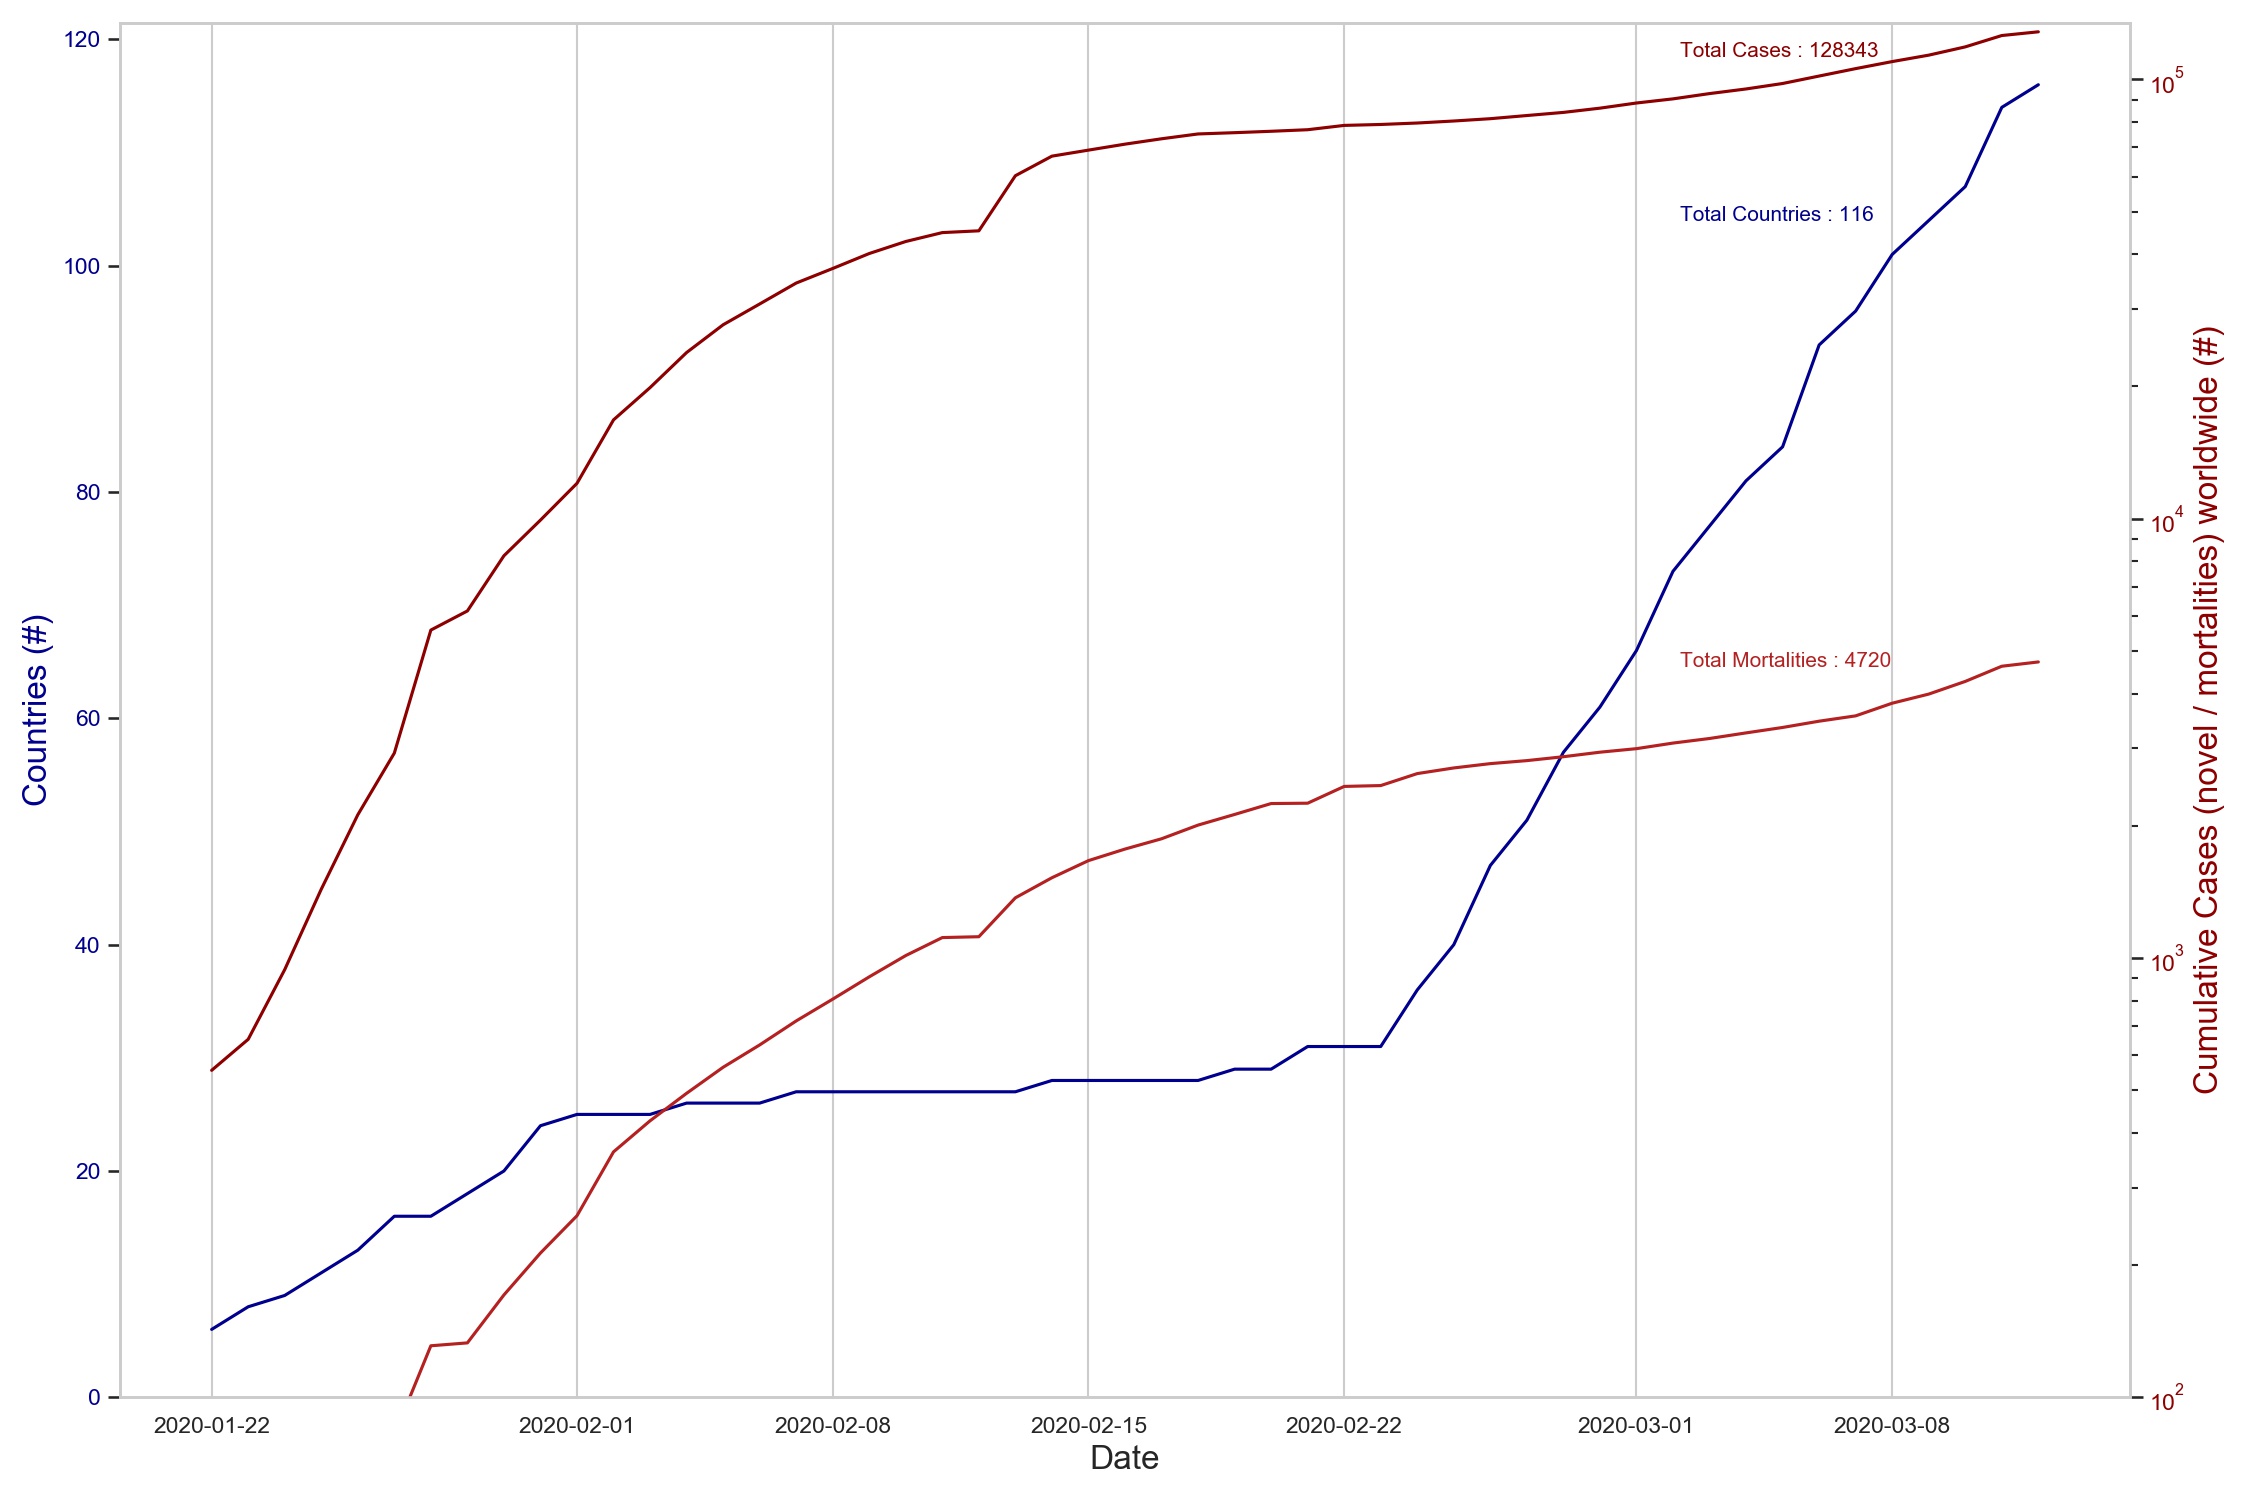 120
100
80
60
40
20
0
Countries (#)
Total Cases : 128343
Total Countries : 116
Total Mortalities : 4720
10^5
10^4
10^3
10^2
Cumulative Cases (novel / mortalities) worldwide (#)
2020-01-22 2020-02-01 2020-02-08 2020-02-15 2020-02-22 2020-03-01 2020-03-08
Date